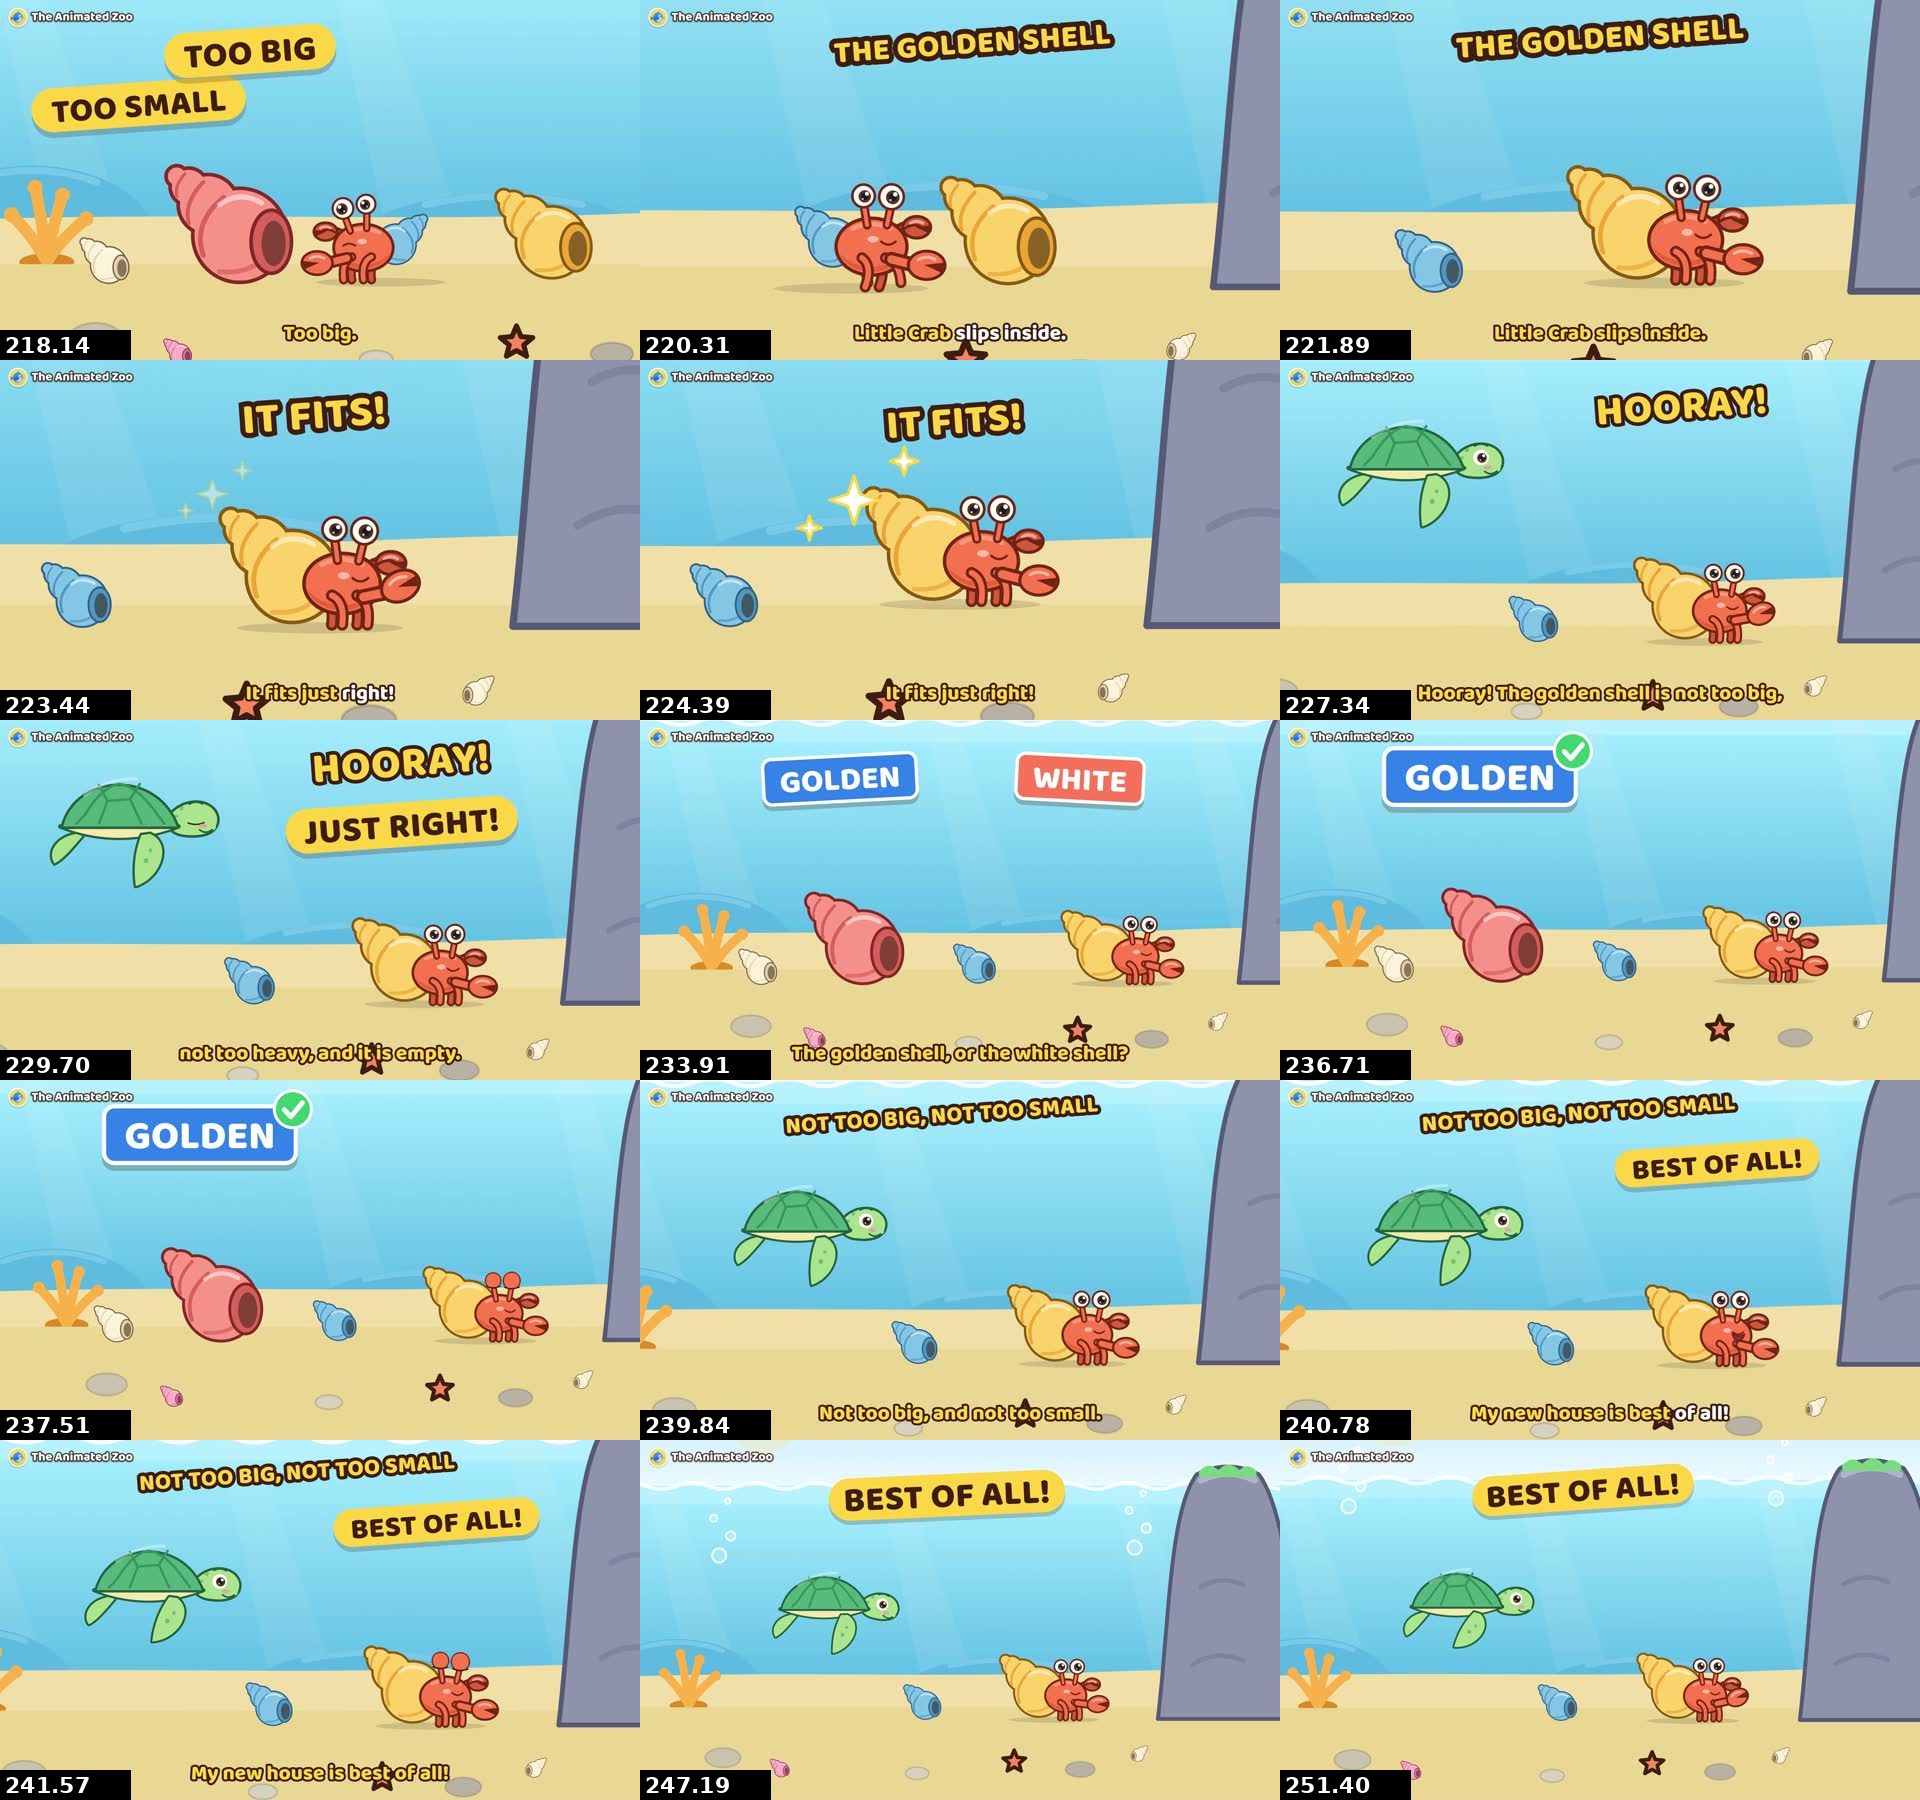 The Animated Zoo
TOO BIG
TOO SMALL
Too big.
218.14
The Animated Zoo
THE GOLDEN SHELL
Little Crab slips inside.
220.31
The Animated Zoo
THE GOLDEN SHELL
Little Crab slips inside.
221.89
The Animated Zoo
IT FITS!
It fits just right!
223.44
The Animated Zoo
IT FITS!
It fits just right!
224.39
The Animated Zoo
HOORAY!
Hooray! The golden shell is not too big,
227.34
The Animated Zoo
HOORAY!
JUST RIGHT!
not too heavy, and it is empty.
229.70
The Animated Zoo
GOLDEN
WHITE
The golden shell, or the white shell?
233.91
The Animated Zoo
GOLDEN
236.71
The Animated Zoo
GOLDEN
237.51
The Animated Zoo
NOT TOO BIG, NOT TOO SMALL
Not too big, and not too small.
239.84
The Animated Zoo
NOT TOO BIG, NOT TOO SMALL
BEST OF ALL!
My new house is best of all!
240.78
The Animated Zoo
NOT TOO BIG, NOT TOO SMALL
BEST OF ALL!
My new house is best of all!
241.57
The Animated Zoo
BEST OF ALL!
247.19
The Animated Zoo
BEST OF ALL!
251.40